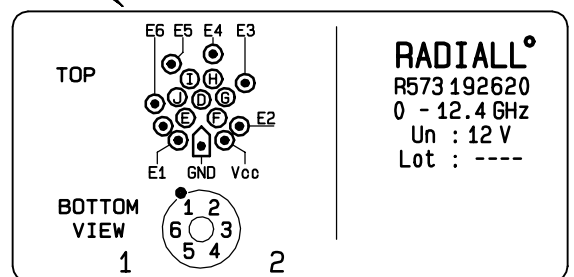 E6 E5 E4 E3
TOP
I H
J D G
E F
E2
E1 GND Vcc
BOTTOM
VIEW
1 2
6 3
5 4
1 2
RADIALL°
R573 192620
0 - 12.4 GHz
Un : 12 V
Lot : ----